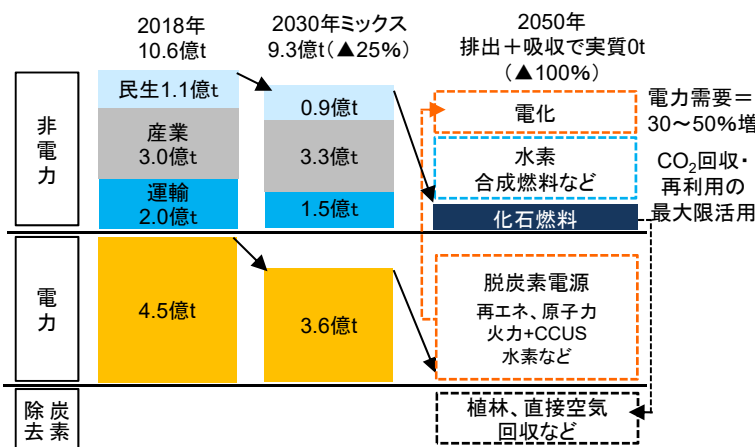 2018年
10.6億t
2030年ミックス
9.3億t(▲25%)
2050年
排出＋吸収で実質0t
(▲100%)
非電力
民生1.1億t
産業
3.0億t
運輸
2.0億t
0.9億t
3.3億t
1.5億t
電化
水素
合成燃料など
化石燃料
電力需要＝
30～50%増
CO₂回収・
再利用の
最大限活用
電力
4.5億t
3.6億t
脱炭素電源
再エネ、原子力
火力+CCUS
水素など
炭素
除去
植林、直接空気
回収など